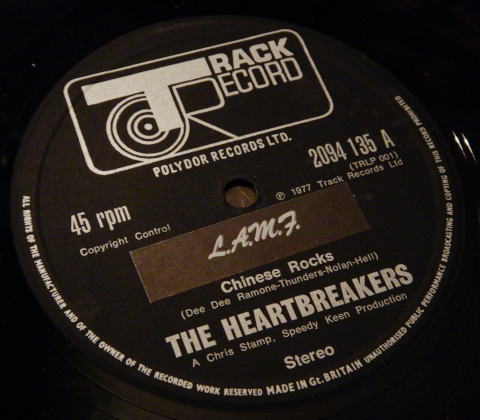 TRACK
RECORD
POLYDOR RECORDS LTD.
2094 135 A
(TRLP 001)
℗ 1977 Track Records Ltd
45 rpm
Copyright Control
L.A.M.F.
Chinese Rocks
(Dee Dee Ramone-Thunders-Nolan-Hell)
THE HEARTBREAKERS
A Chris Stamp, Speedy Keen Production
Stereo
ALL RIGHTS OF THE MANUFACTURER AND OF THE OWNER OF THE RECORDED WORK RESERVED MADE IN Gt. BRITAIN UNAUTHORISED PUBLIC PERFORMANCE BROADCASTING AND COPYING OF THIS RECORD PROHIBITED